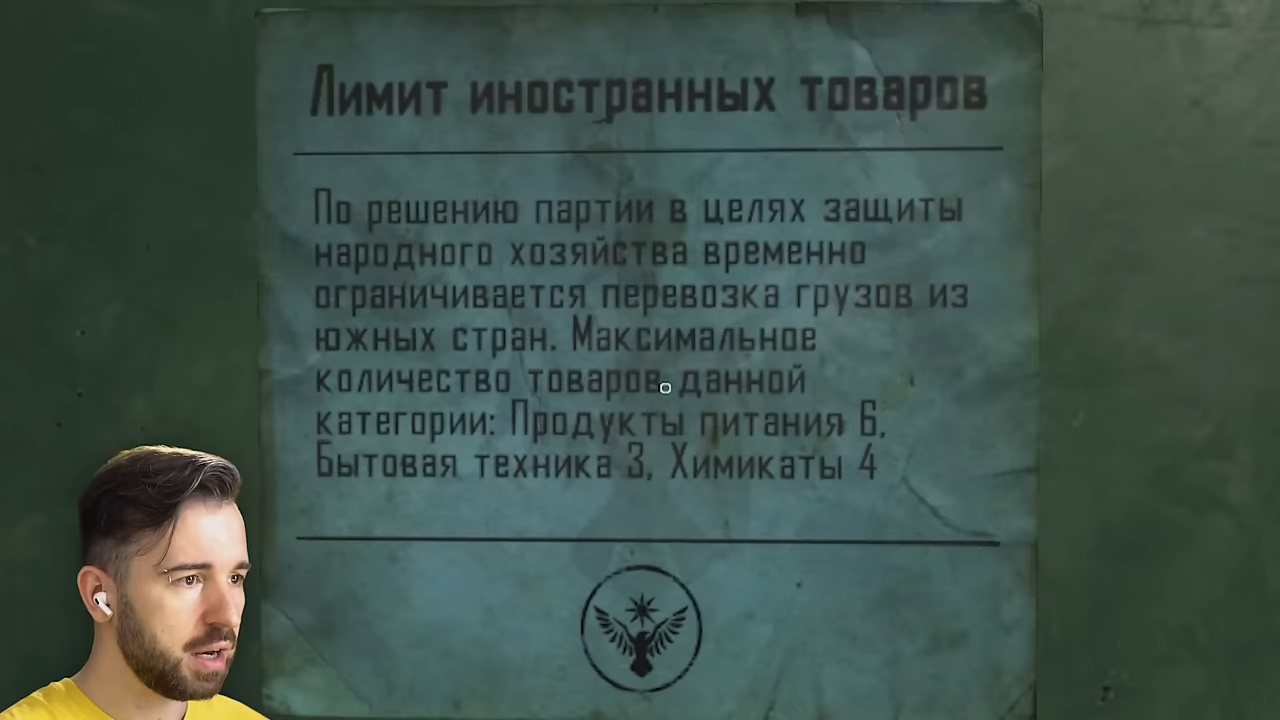 Лимит иностранных товаров
По решению партии в целях защиты
народного хозяйства временно
ограничивается перевозка грузов из
южных стран. Максимальное
количество товаров данной
категории: Продукты питания 6,
Бытовая техника 3, Химикаты 4